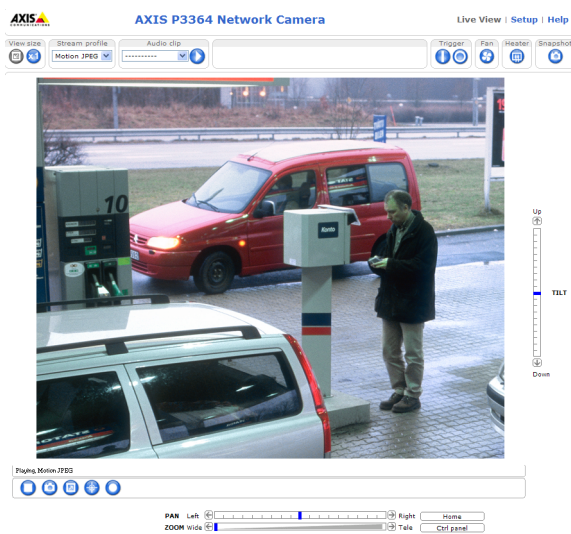 AXIS
COMMUNICATIONS
AXIS P3364 Network Camera
Live View | Setup | Help
View size
Stream profile
Audio clip
Trigger
Fan
Heater
Snapshot
Motion JPEG
----------
10
Konto
Up
TILT
Down
Playing, Motion JPEG
PAN Left Right Home
ZOOM Wide Tele Ctrl panel